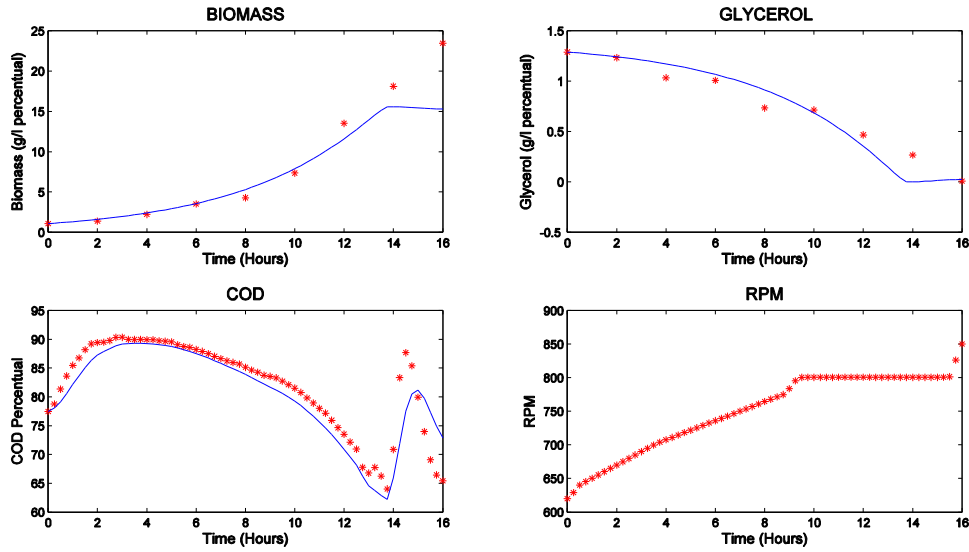 BIOMASS
25
20
15
10
5
0
Biomass (g/l percentual)
0 2 4 6 8 10 12 14 16
Time (Hours)
GLYCEROL
1.5
1
0.5
0
-0.5
Glycerol (g/l percentual)
0 2 4 6 8 10 12 14 16
Time (Hours)
COD
95
90
85
80
75
70
65
60
COD Percentual
0 2 4 6 8 10 12 14 16
Time (Hours)
RPM
900
850
800
750
700
650
600
RPM
0 2 4 6 8 10 12 14 16
Time (Hours)